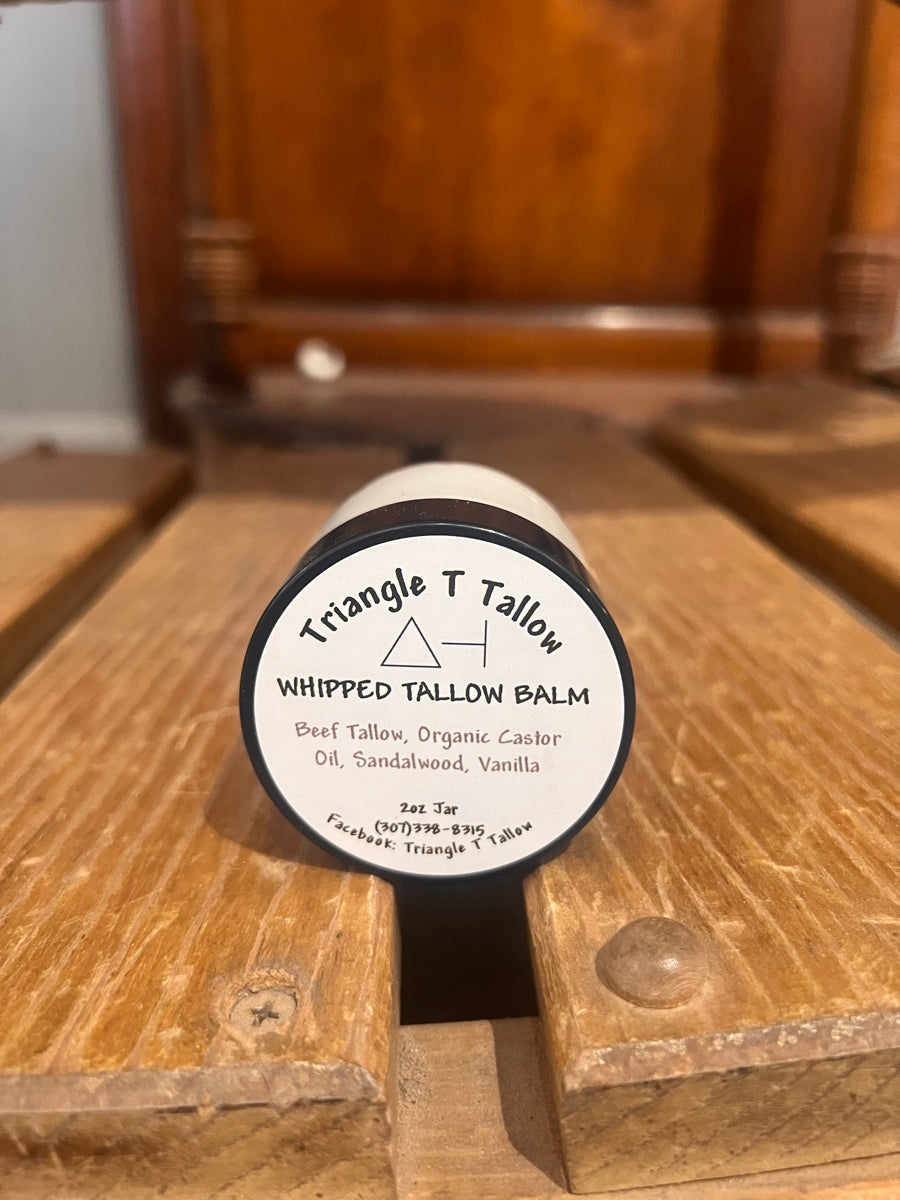 Triangle T Tallow
WHIPPED TALLOW BALM
Beef Tallow, Organic Castor
Oil, Sandalwood, Vanilla
2oz Jar
(307)338-8315
Facebook: Triangle T Tallow